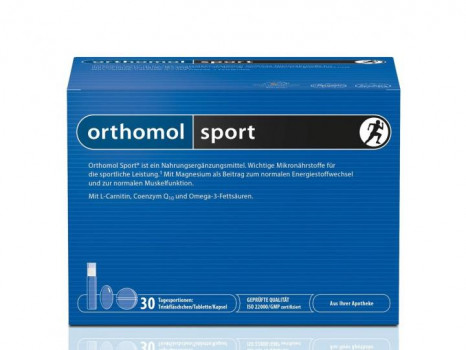 orthomol sport
orthomol sport
Orthomol Sport® ist ein Nahrungsergänzungsmittel. Wichtige Mikronährstoffe für
die sportliche Leistung.¹ Mit Magnesium als Beitrag zum normalen Energiestoffwechsel
und zur normalen Muskelfunktion.
Mit L-Carnitin, Coenzym Q10 und Omega-3-Fettsäuren.
30 Tagesportionen:
Trinkfläschchen/Tablette/Kapsel
GEPRÜFTE QUALITÄT
ISO 22000/GMP zertifiziert
Aus Ihrer Apotheke